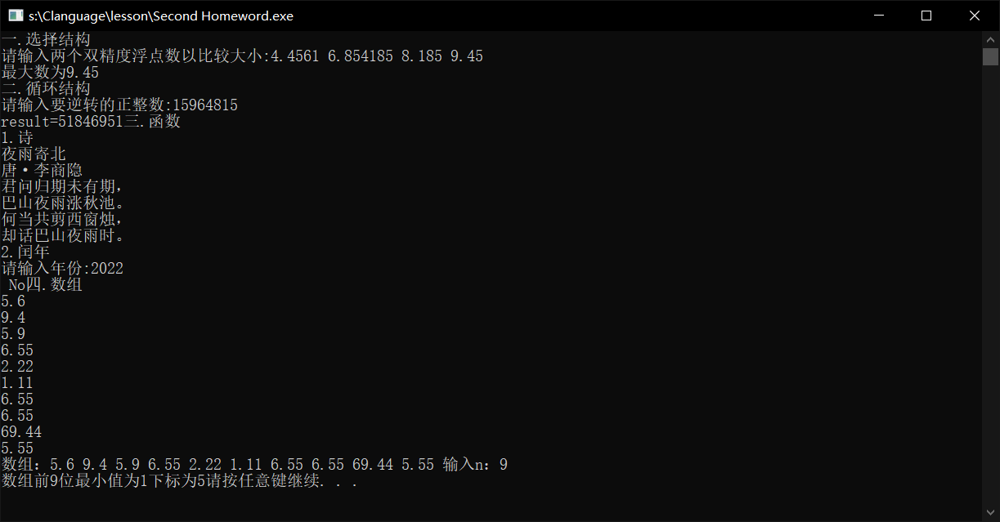 s:\Clanguage\lesson\Second Homeword.exe
一.选择结构
请输入两个双精度浮点数以比较大小:4.4561 6.854185 8.185 9.45
最大数为9.45
二.循环结构
请输入要逆转的正整数:15964815
result=51846951三.函数
1.诗
夜雨寄北
唐·李商隐
君问归期未有期，
巴山夜雨涨秋池。
何当共剪西窗烛，
却话巴山夜雨时。
2.闰年
请输入年份:2022
 No四.数组
5.6
9.4
5.9
6.55
2.22
1.11
6.55
6.55
69.44
5.55
数组：5.6 9.4 5.9 6.55 2.22 1.11 6.55 6.55 69.44 5.55 输入n：9
数组前9位最小值为1下标为5请按任意键继续. . .